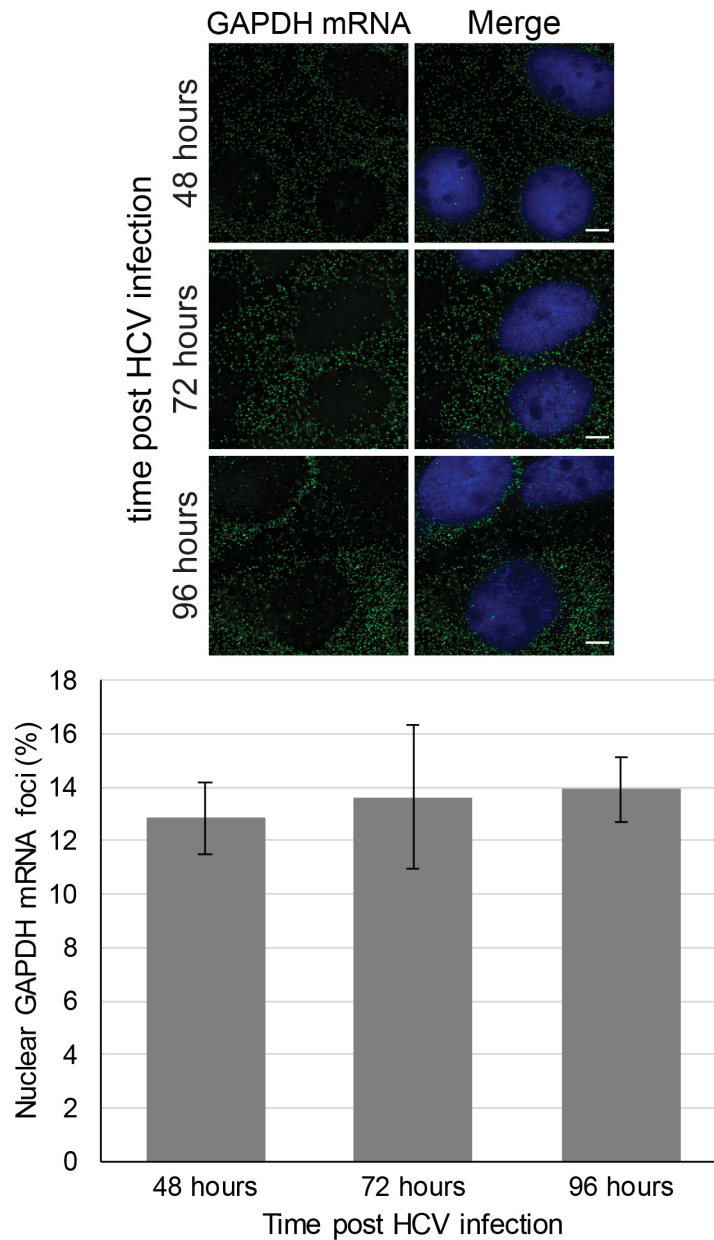 GAPDH mRNA Merge
time post HCV infection
48 hours
72 hours
96 hours
Nuclear GAPDH mRNA foci (%)
18
16
14
12
10
8
6
4
2
0
48 hours 72 hours 96 hours
Time post HCV infection